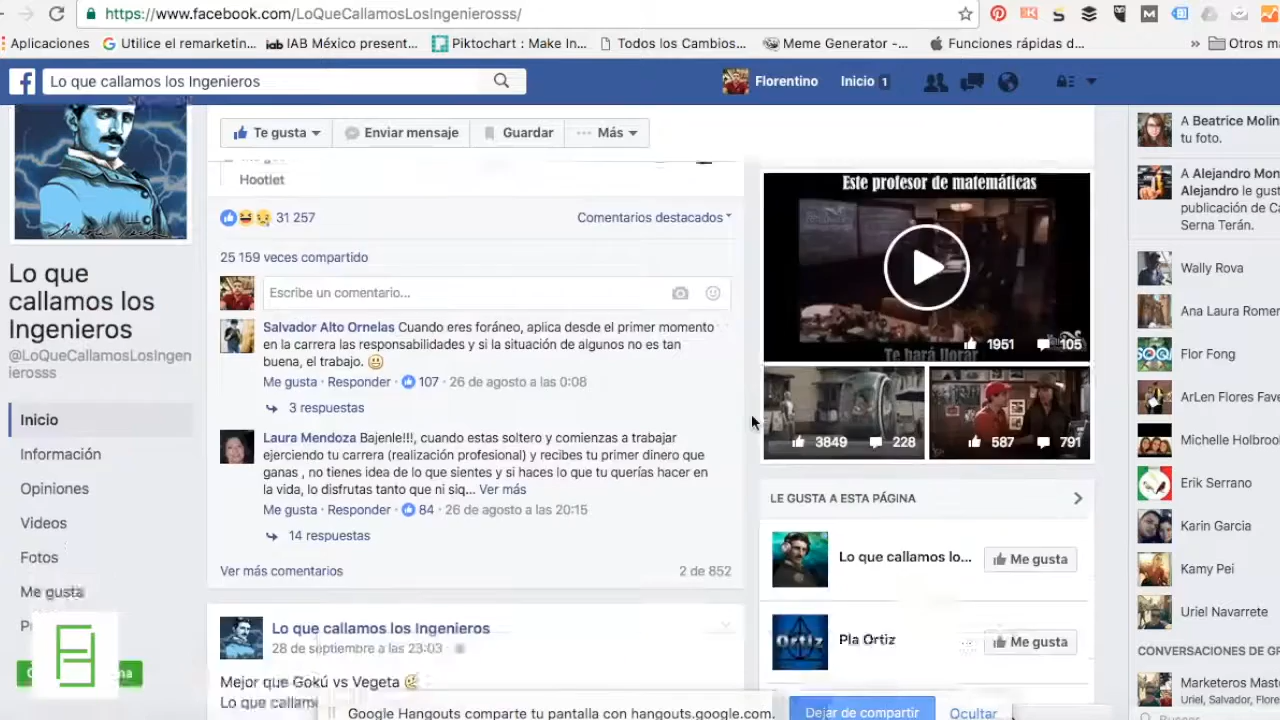 https://www.facebook.com/LoQueCallamosLosIngenierosss/
Aplicaciones
Utilice el remarketin...
iab IAB México present...
Piktochart : Make In...
Todos los Cambios...
Meme Generator -...
Funciones rápidas d...
»
Otros m
Lo que callamos los Ingenieros
Florentino
Inicio 1
Te gusta
Enviar mensaje
Guardar
Más
Lo que
callamos los
Ingenieros
@LoQueCallamosLosIngen
ierosss
Inicio
Información
Opiniones
Videos
Fotos
Me gusta
Hootlet
31 257
Comentarios destacados
25 159 veces compartido
Escribe un comentario...
Salvador Alto Ornelas Cuando eres foráneo, aplica desde el primer momento
en la carrera las responsabilidades y si la situación de algunos no es tan
buena, el trabajo.
Me gusta · Responder · 107 · 26 de agosto a las 0:08
3 respuestas
Laura Mendoza Bajenle!!!, cuando estas soltero y comienzas a trabajar
ejerciendo tu carrera (realización profesional) y recibes tu primer dinero que
ganas , no tienes idea de lo que sientes y si haces lo que tu querías hacer en
la vida, lo disfrutas tanto que ni siq... Ver más
Me gusta · Responder · 84 · 26 de agosto a las 20:15
14 respuestas
Ver más comentarios
2 de 852
Lo que callamos los Ingenieros
28 de septiembre a las 23:03
Mejor que Gokú vs Vegeta
Este profesor de matemáticas
1951 105
Te hará llorar
3849 228
587 791
LE GUSTA A ESTA PÁGINA
Lo que callamos lo...
Me gusta
Pla Ortiz
Me gusta
Ortiz
A Beatrice Molin
tu foto.
A Alejandro Mon
Alejandro le gust
publicación de Ca
Serna Terán.
Wally Rova
Ana Laura Romer
Flor Fong
ArLen Flores Fave
Michelle Holbroo
Erik Serrano
Karin Garcia
Kamy Pei
Uriel Navarrete
CONVERSACIONES DE GR
Marketeros Maste
Uriel, Salvador, Flore
Google Hangouts comparte tu pantalla con hangouts.google.com.
Dejar de compartir
Ocultar